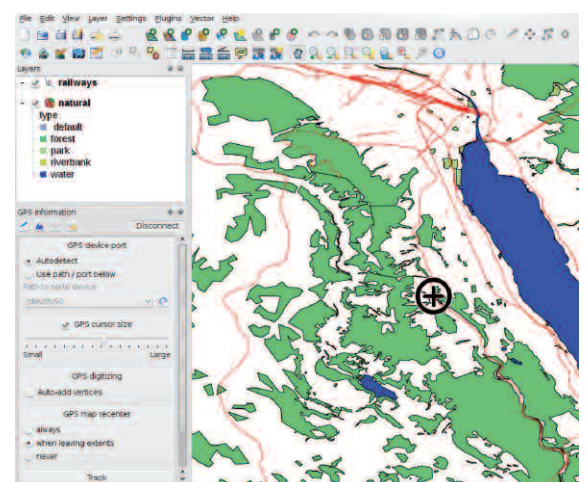 File Edit View Layer Settings Plugins Vector Help
Layers
railways
natural
type
default
forest
park
riverbank
water
GPS Information
Disconnect
GPS device port
Autodetect
Use path / port below
Path to serial device
GPS cursor size
Small Large
GPS digitizing
Auto-add vertices
GPS map recenter
always
when leaving extents
never
Track